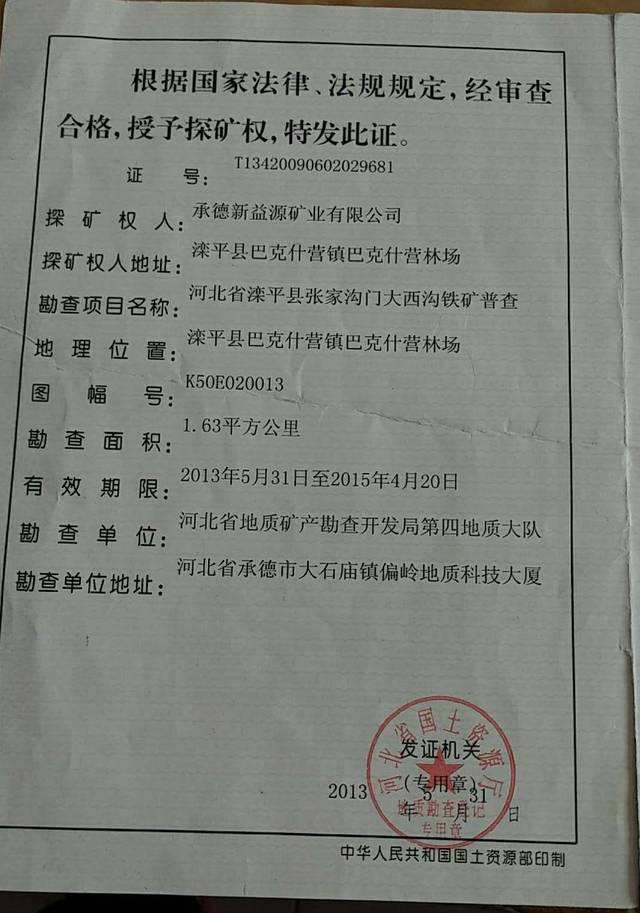 根据国家法律、法规规定,经审查
合格,授予探矿权,特发此证。
证 号: T13420090602029681
探 矿 权 人: 承德新益源矿业有限公司
探矿权人地址: 滦平县巴克什营镇巴克什营林场
勘查项目名称: 河北省滦平县张家沟门大西沟铁矿普查
地 理 位 置: 滦平县巴克什营镇巴克什营林场
图 幅 号: K50E020013
勘 查 面 积: 1.63平方公里
有 效 期 限: 2013年5月31日至2015年4月20日
勘 查 单 位: 河北省地质矿产勘查开发局第四地质大队
勘查单位地址: 河北省承德市大石庙镇偏岭地质科技大厦
河北省国土资源厅
发证机关
(专用章)
2013 年 5 月 31 日
地质勘查登记
专用章
中华人民共和国国土资源部印制